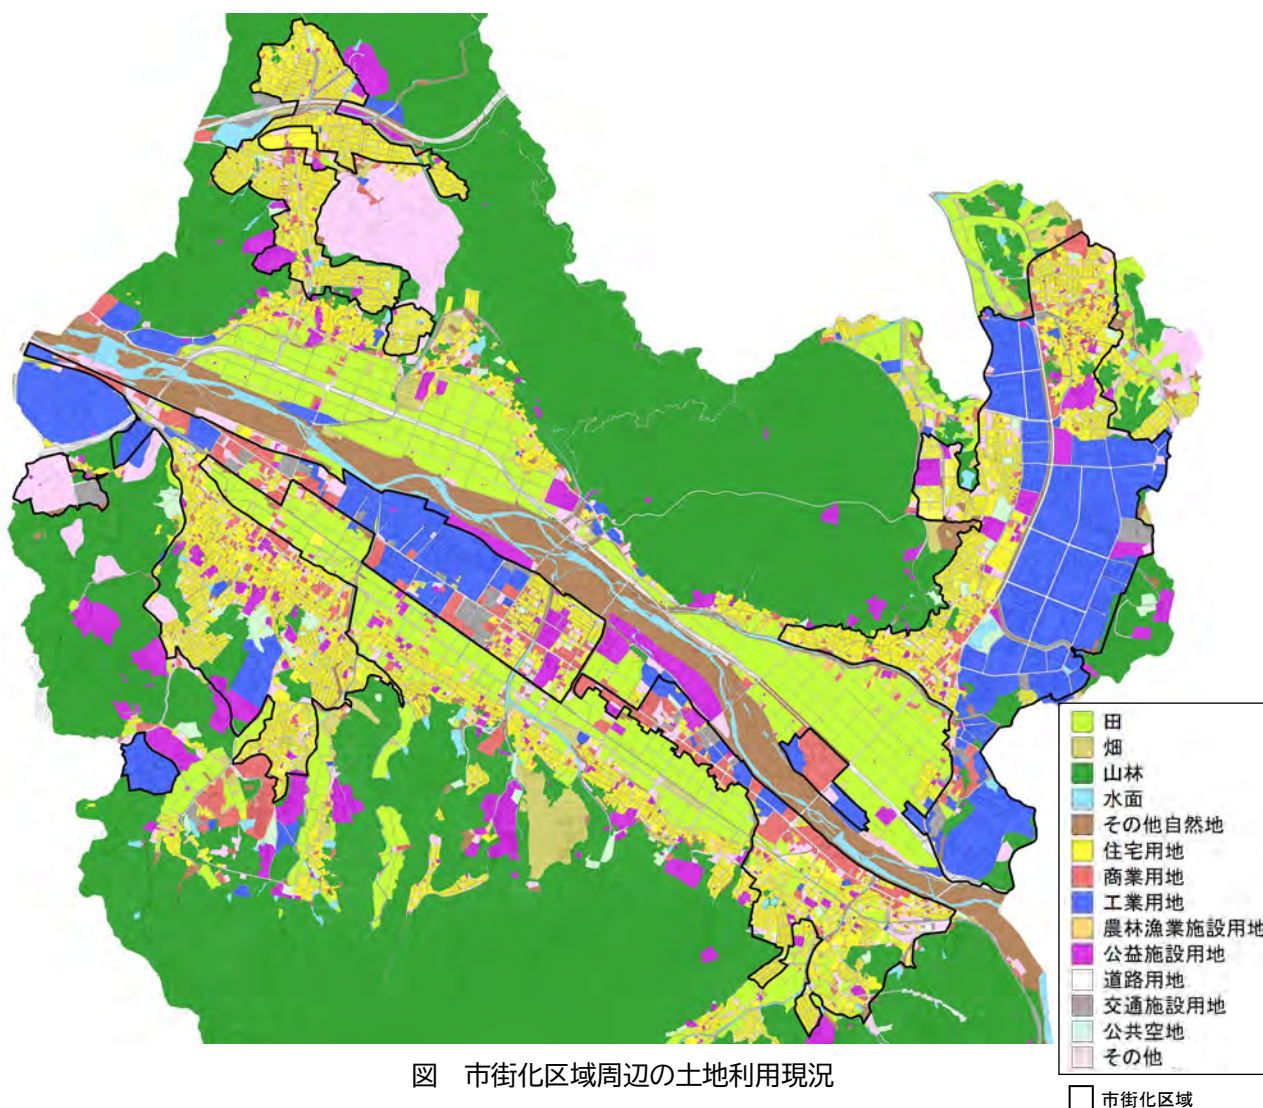 田
畑
山林
水面
その他自然地
住宅用地
商業用地
工業用地
農林漁業施設用地
公益施設用地
道路用地
交通施設用地
公共空地
その他
市街化区域
図　市街化区域周辺の土地利用現況